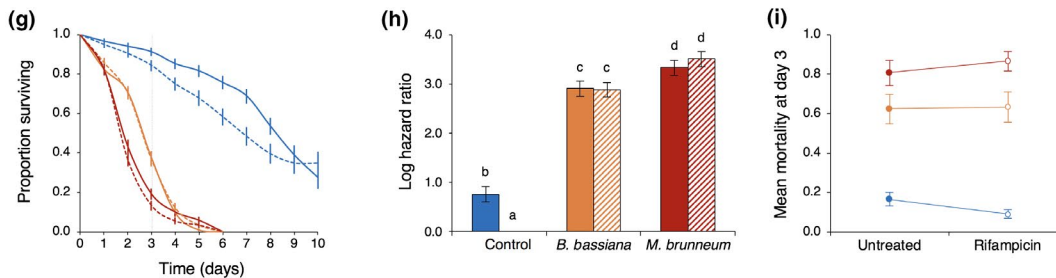 (g)
Proportion surviving
1.0
0.8
0.6
0.4
0.2
0.0
0 1 2 3 4 5 6 7 8 9 10
Time (days)
(h)
Log hazard ratio
4.0
3.0
2.0
1.0
0.0
b
a
c
c
d
d
Control B. bassiana M. brunneum
(i)
Mean mortality at day 3
1.0
0.8
0.6
0.4
0.2
0.0
Untreated Rifampicin